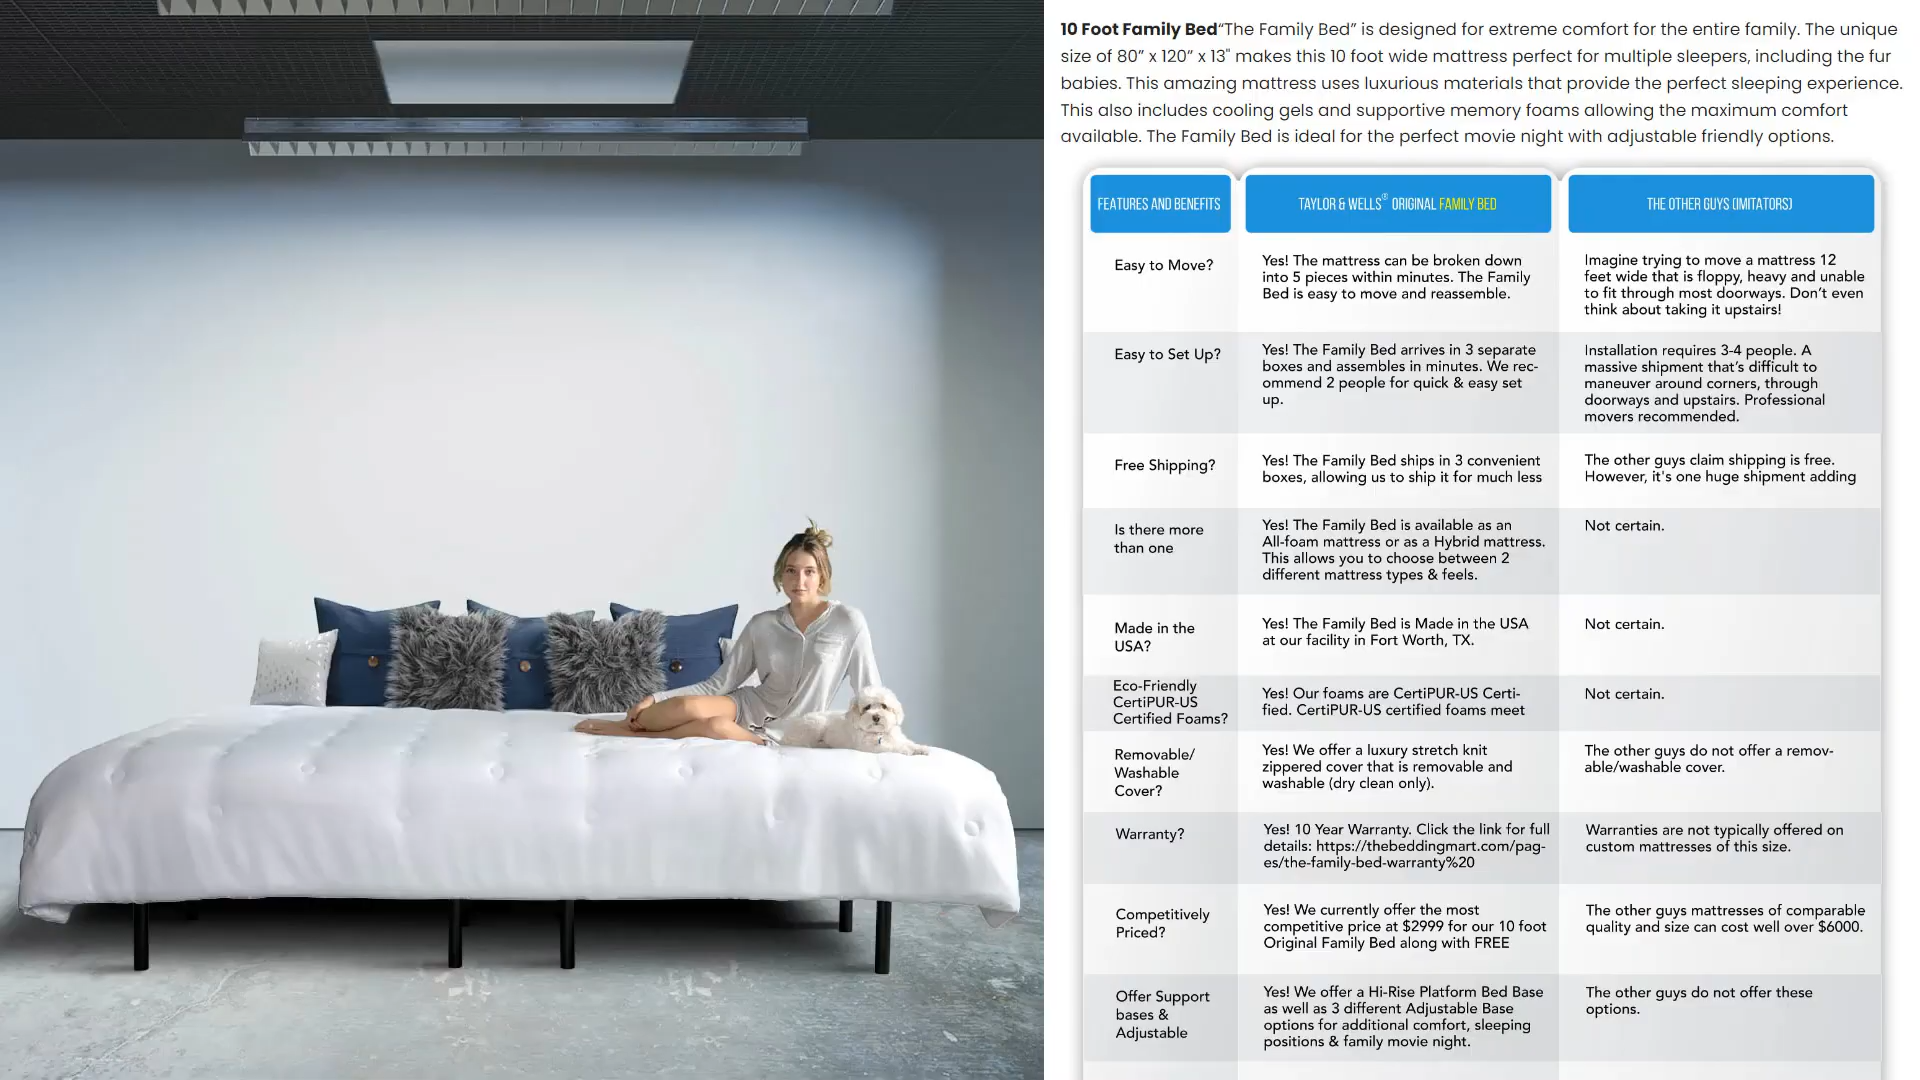 10 Foot Family Bed“The Family Bed” is designed for extreme comfort for the entire family. The unique
size of 80” x 120” x 13" makes this 10 foot wide mattress perfect for multiple sleepers, including the fur
babies. This amazing mattress uses luxurious materials that provide the perfect sleeping experience.
This also includes cooling gels and supportive memory foams allowing the maximum comfort
available. The Family Bed is ideal for the perfect movie night with adjustable friendly options.
FEATURES AND BENEFITS
TAYLOR & WELLS® ORIGINAL FAMILY BED
THE OTHER GUYS (IMITATORS)
Easy to Move?
Yes! The mattress can be broken down
into 5 pieces within minutes. The Family
Bed is easy to move and reassemble.
Imagine trying to move a mattress 12
feet wide that is floppy, heavy and unable
to fit through most doorways. Don’t even
think about taking it upstairs!
Easy to Set Up?
Yes! The Family Bed arrives in 3 separate
boxes and assembles in minutes. We rec-
ommend 2 people for quick & easy set
up.
Installation requires 3-4 people. A
massive shipment that’s difficult to
maneuver around corners, through
doorways and upstairs. Professional
movers recommended.
Free Shipping?
Yes! The Family Bed ships in 3 convenient
boxes, allowing us to ship it for much less
The other guys claim shipping is free.
However, it's one huge shipment adding
Is there more
than one
Yes! The Family Bed is available as an
All-foam mattress or as a Hybrid mattress.
This allows you to choose between 2
different mattress types & feels.
Not certain.
Made in the
USA?
Yes! The Family Bed is Made in the USA
at our facility in Fort Worth, TX.
Not certain.
Eco-Friendly
CertiPUR-US
Certified Foams?
Yes! Our foams are CertiPUR-US Certi-
fied. CertiPUR-US certified foams meet
Not certain.
Removable/
Washable
Cover?
Yes! We offer a luxury stretch knit
zippered cover that is removable and
washable (dry clean only).
The other guys do not offer a remov-
able/washable cover.
Warranty?
Yes! 10 Year Warranty. Click the link for full
details: https://thebeddingmart.com/pag-
es/the-family-bed-warranty%20
Warranties are not typically offered on
custom mattresses of this size.
Competitively
Priced?
Yes! We currently offer the most
competitive price at $2999 for our 10 foot
Original Family Bed along with FREE
The other guys mattresses of comparable
quality and size can cost well over $6000.
Offer Support
bases &
Adjustable
Yes! We offer a Hi-Rise Platform Bed Base
as well as 3 different Adjustable Base
options for additional comfort, sleeping
positions & family movie night.
The other guys do not offer these
options.